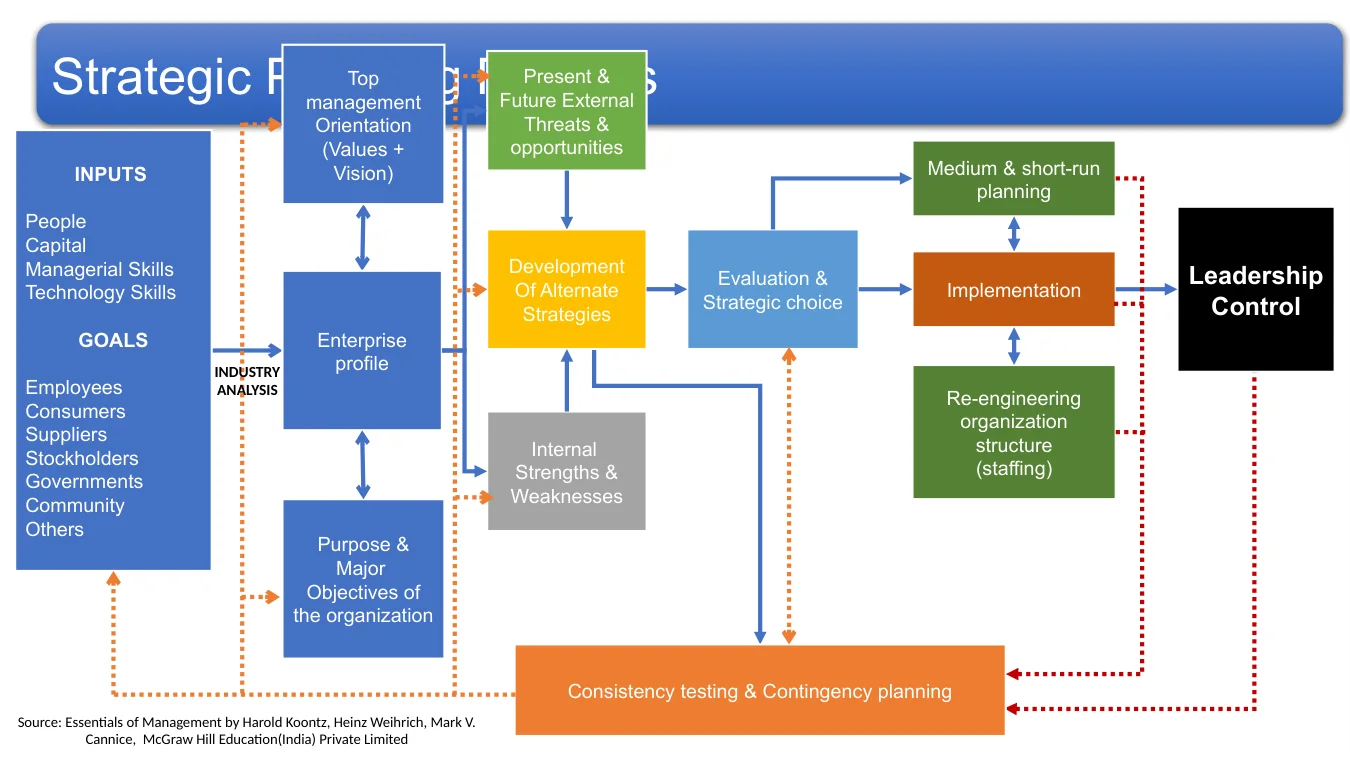 Strategic
Top
management
Orientation
(Values +
Vision)
Present &
Future External
Threats &
opportunities
INPUTS
People
Capital
Managerial Skills
Technology Skills
GOALS
Employees
Consumers
Suppliers
Stockholders
Governments
Community
Others
INDUSTRY
ANALYSIS
Enterprise
profile
Purpose &
Major
Objectives of
the organization
Development
Of Alternate
Strategies
Internal
Strengths &
Weaknesses
Evaluation &
Strategic choice
Medium & short-run
planning
Implementation
Re-engineering
organization
structure
(staffing)
Leadership
Control
Consistency testing & Contingency planning
Source: Essentials of Management by Harold Koontz, Heinz Weihrich, Mark V.
Cannice, McGraw Hill Education(India) Private Limited